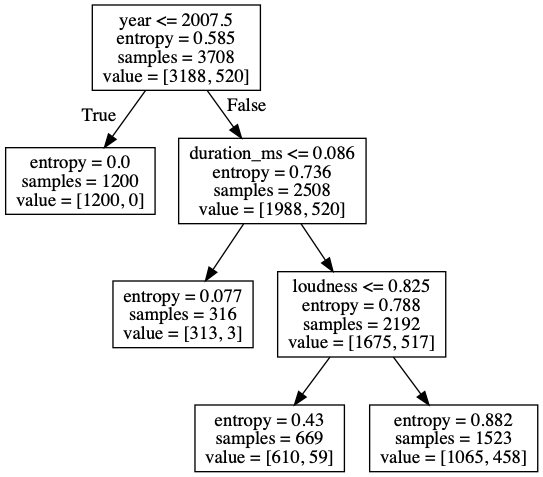 year <= 2007.5
entropy = 0.585
samples = 3708
value = [3188, 520]
True
False
entropy = 0.0
samples = 1200
value = [1200, 0]
duration_ms <= 0.086
entropy = 0.736
samples = 2508
value = [1988, 520]
entropy = 0.077
samples = 316
value = [313, 3]
loudness <= 0.825
entropy = 0.788
samples = 2192
value = [1675, 517]
entropy = 0.43
samples = 669
value = [610, 59]
entropy = 0.882
samples = 1523
value = [1065, 458]